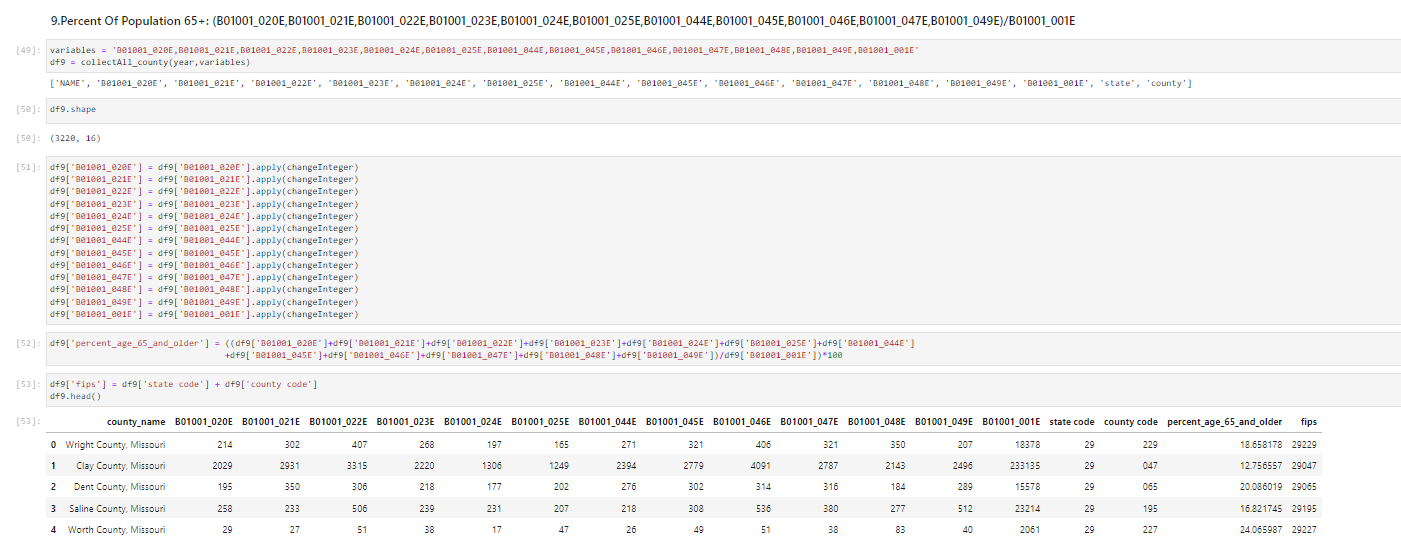 9.Percent Of Population 65+: (B01001_020E,B01001_021E,B01001_022E,B01001_023E,B01001_024E,B01001_025E,B01001_044E,B01001_045E,B01001_046E,B01001_047E,B01001_049E)/B01001_001E
[49]: variables = 'B01001_020E,B01001_021E,B01001_022E,B01001_023E,B01001_024E,B01001_025E,B01001_044E,B01001_045E,B01001_046E,B01001_047E,B01001_048E,B01001_049E,B01001_001E'
df9 = collectAll_county(year,variables)
['NAME', 'B01001_020E', 'B01001_021E', 'B01001_022E', 'B01001_023E', 'B01001_024E', 'B01001_025E', 'B01001_044E', 'B01001_045E', 'B01001_046E', 'B01001_047E', 'B01001_048E', 'B01001_049E', 'B01001_001E', 'state', 'county']
[50]: df9.shape
[50]: (3220, 16)
[51]: df9['B01001_020E'] = df9['B01001_020E'].apply(changeInteger)
df9['B01001_021E'] = df9['B01001_021E'].apply(changeInteger)
df9['B01001_022E'] = df9['B01001_022E'].apply(changeInteger)
df9['B01001_023E'] = df9['B01001_023E'].apply(changeInteger)
df9['B01001_024E'] = df9['B01001_024E'].apply(changeInteger)
df9['B01001_025E'] = df9['B01001_025E'].apply(changeInteger)
df9['B01001_044E'] = df9['B01001_044E'].apply(changeInteger)
df9['B01001_045E'] = df9['B01001_045E'].apply(changeInteger)
df9['B01001_046E'] = df9['B01001_046E'].apply(changeInteger)
df9['B01001_047E'] = df9['B01001_047E'].apply(changeInteger)
df9['B01001_048E'] = df9['B01001_048E'].apply(changeInteger)
df9['B01001_049E'] = df9['B01001_049E'].apply(changeInteger)
df9['B01001_001E'] = df9['B01001_001E'].apply(changeInteger)
[52]: df9['percent_age_65_and_older'] = ((df9['B01001_020E']+df9['B01001_021E']+df9['B01001_022E']+df9['B01001_023E']+df9['B01001_024E']+df9['B01001_025E']+df9['B01001_044E']
+df9['B01001_045E']+df9['B01001_046E']+df9['B01001_047E']+df9['B01001_048E']+df9['B01001_049E'])/df9['B01001_001E'])*100
[53]: df9['fips'] = df9['state code'] + df9['county code']
df9.head()
[53]: county_name B01001_020E B01001_021E B01001_022E B01001_023E B01001_024E B01001_025E B01001_044E B01001_045E B01001_046E B01001_047E B01001_048E B01001_049E B01001_001E state code county code percent_age_65_and_older fips
0 Wright County, Missouri 214 302 407 268 197 165 271 321 406 321 350 207 18378 29 229 18.658178 29229
1 Clay County, Missouri 2029 2931 3315 2220 1306 1249 2394 2779 4091 2787 2143 2496 233135 29 047 12.756557 29047
2 Dent County, Missouri 195 350 306 218 177 202 276 302 314 316 184 289 15578 29 065 20.086019 29065
3 Saline County, Missouri 258 233 506 239 231 207 218 308 536 380 277 512 23214 29 195 16.821745 29195
4 Worth County, Missouri 29 27 51 38 17 47 26 49 51 38 83 40 2061 29 227 24.065987 29227